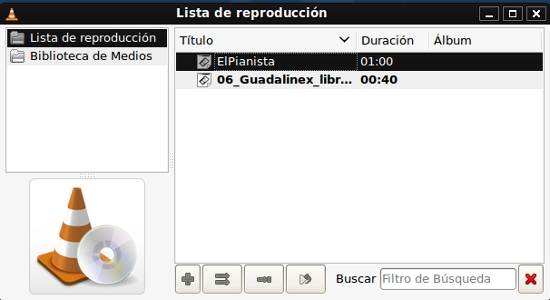 Lista de reproducción
Lista de reproducción
Biblioteca de Medios
Título Duración Álbum
ElPianista 01:00
06_Guadalinex_libr... 00:40
Buscar Filtro de Búsqueda